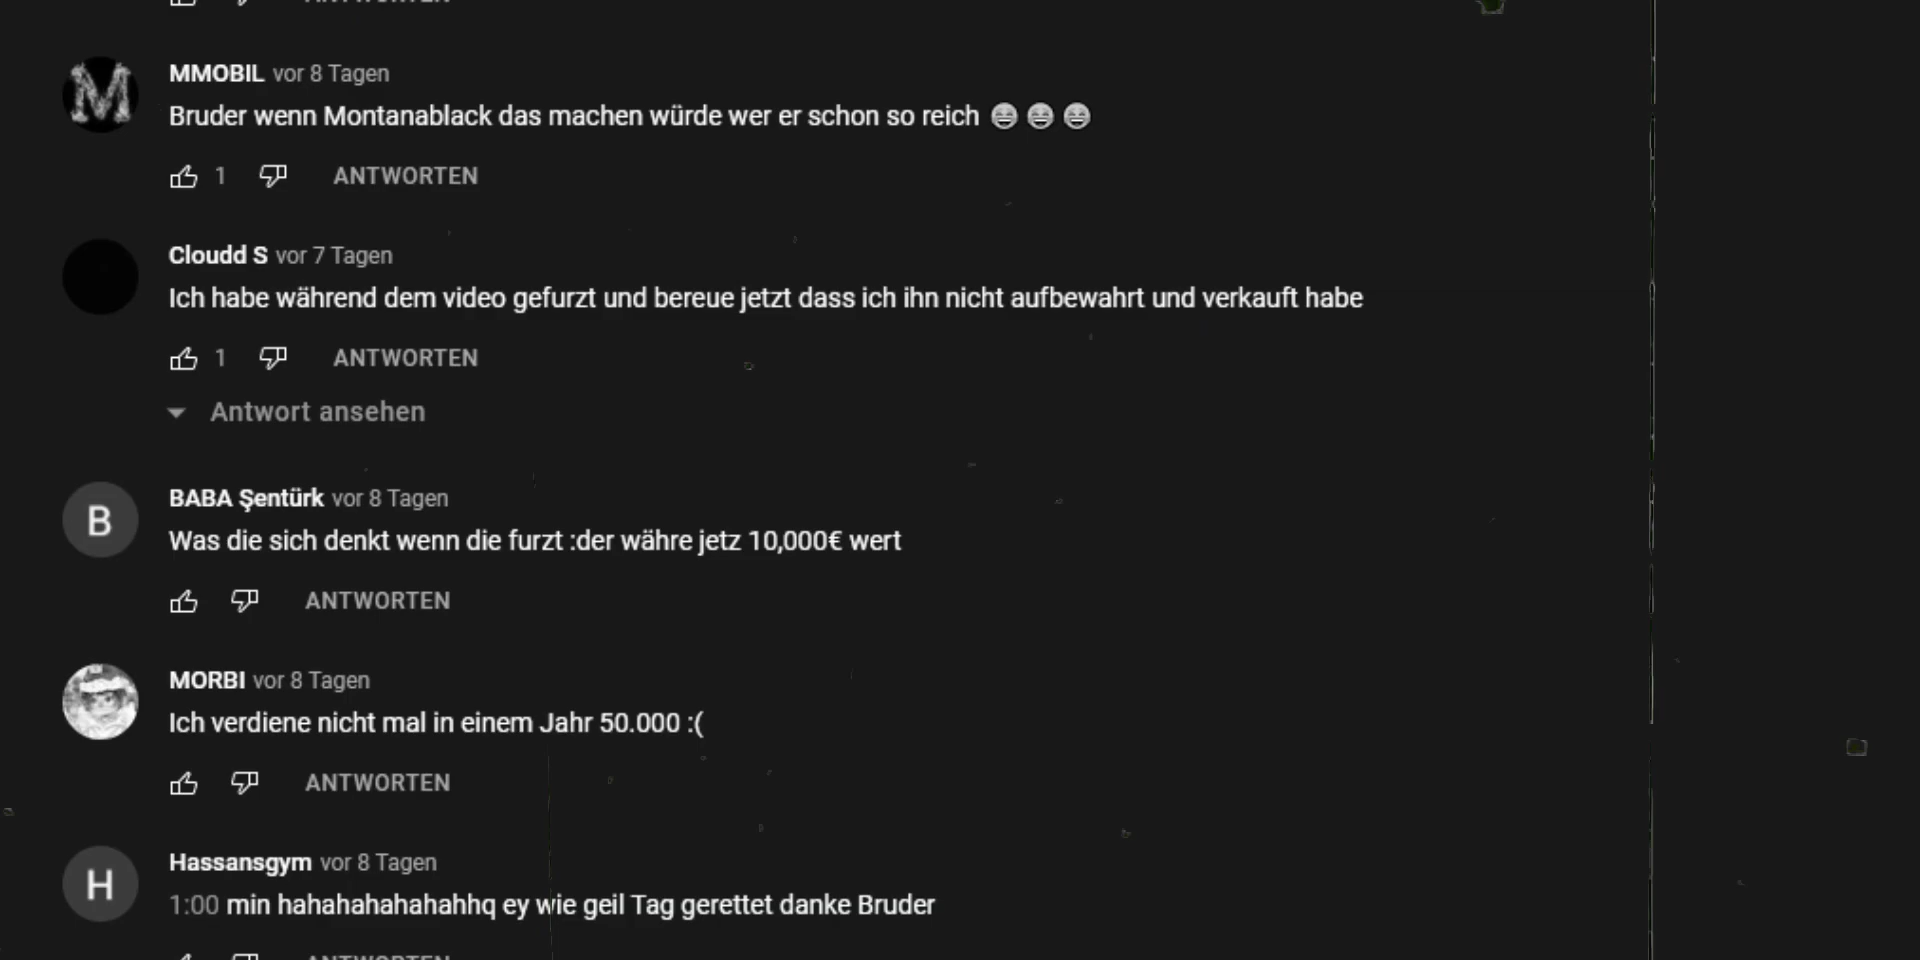 ANTWORTEN
MMOBIL vor 8 Tagen
Bruder wenn Montanablack das machen würde wer er schon so reich 😄😄😄
1 ANTWORTEN
Cloudd S vor 7 Tagen
Ich habe während dem video gefurzt und bereue jetzt dass ich ihn nicht aufbewahrt und verkauft habe
1 ANTWORTEN
Antwort ansehen
B
BABA Şentürk vor 8 Tagen
Was die sich denkt wenn die furzt :der währe jetz 10,000€ wert
ANTWORTEN
MORBI vor 8 Tagen
Ich verdiene nicht mal in einem Jahr 50.000 :(
ANTWORTEN
H
Hassansgym vor 8 Tagen
1:00 min hahahahahahahhq ey wie geil Tag gerettet danke Bruder
ANTWORTEN